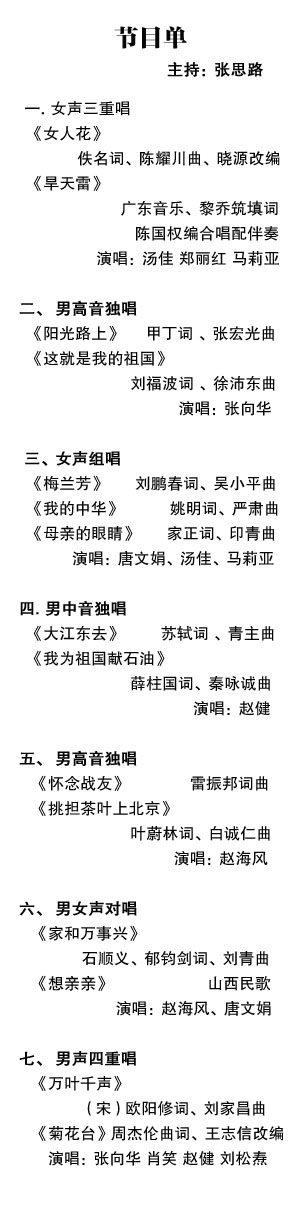 节目单
主持：张思路
一. 女声三重唱
《女人花》
佚名词、陈耀川曲、晓源改编
《旱天雷》
广东音乐、黎乔筑填词
陈国权编合唱配伴奏
演唱：汤佳 郑丽红 马莉亚
二、 男高音独唱
《阳光路上》 甲丁词 、张宏光曲
《这就是我的祖国》
刘福波词 、徐沛东曲
演唱：张向华
三、女声组唱
《梅兰芳》 刘鹏春词、吴小平曲
《我的中华》 姚明词、严肃曲
《母亲的眼睛》 家正词、印青曲
演唱：唐文娟、汤佳、马莉亚
四. 男中音独唱
《大江东去》 苏轼词 、青主曲
《我为祖国献石油》
薛柱国词、秦咏诚曲
演唱：赵健
五、 男高音独唱
《怀念战友》 雷振邦词曲
《挑担茶叶上北京》
叶蔚林词、白诚仁曲
演唱：赵海风
六、 男女声对唱
《家和万事兴》
石顺义、郁钧剑词、刘青曲
《想亲亲》 山西民歌
演唱：赵海风、唐文娟
七、 男声四重唱
《万叶千声》
（宋）欧阳修词、刘家昌曲
《菊花台》周杰伦曲词、王志信改编
演唱：张向华 肖笑 赵健 刘松焘